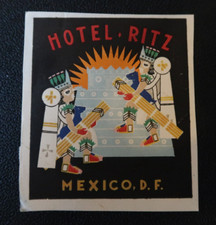 HOTEL · RITZ
MEXICO, D.F.